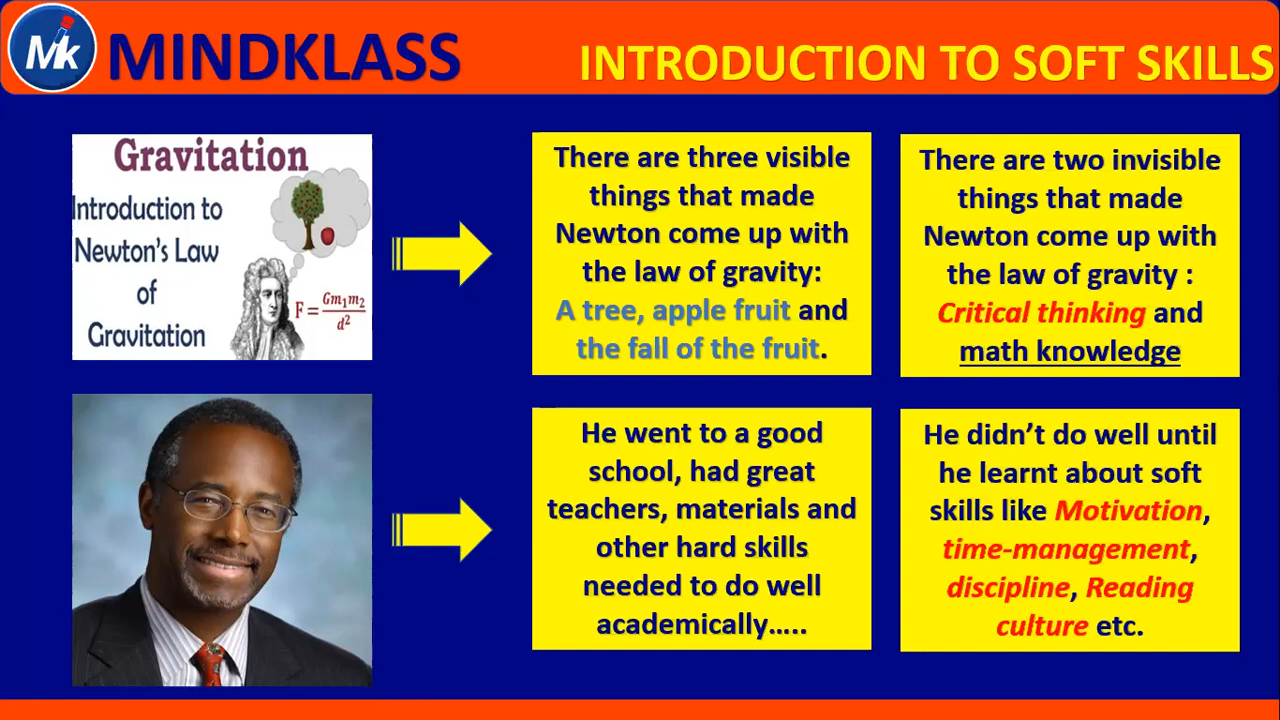 Mk
MINDKLASS
INTRODUCTION TO SOFT SKILLS
Gravitation
Introduction to
Newton's Law
of
Gravitation
F = Gm₁m₂
d²
There are three visible
things that made
Newton come up with
the law of gravity:
A tree, apple fruit and
the fall of the fruit.
There are two invisible
things that made
Newton come up with
the law of gravity :
Critical thinking and
math knowledge
He went to a good
school, had great
teachers, materials and
other hard skills
needed to do well
academically…..
He didn't do well until
he learnt about soft
skills like Motivation,
time-management,
discipline, Reading
culture etc.